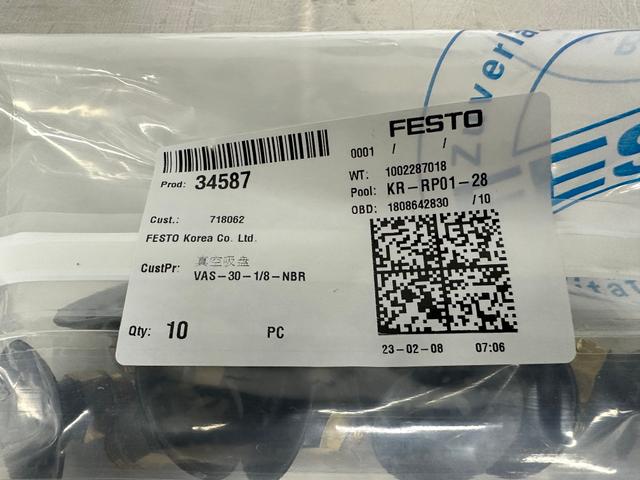 FESTO
0001 / /
Prod: 34587
WT: 1002287018
Pool: KR-RP01-28
OBD: 1808642830 /10
Cust.: 718062
FESTO Korea Co. Ltd.
CustPr: 真空吸盘
VAS-30-1/8-NBR
Qty: 10 PC
23-02-08 07:06